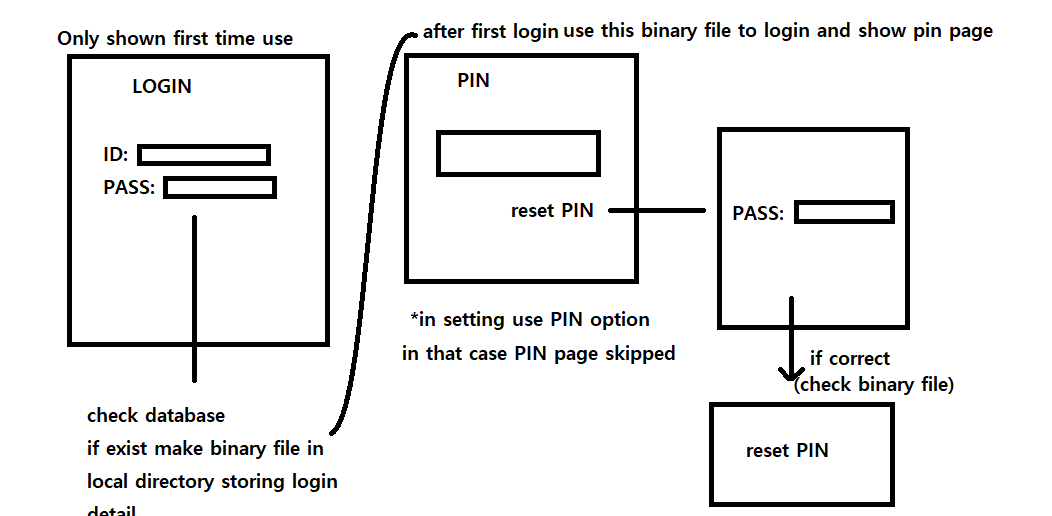 Only shown first time use
LOGIN
ID:
PASS:
check database
if exist make binary file in
local directory storing login
detail
after first login use this binary file to login and show pin page
PIN
reset PIN
*in setting use PIN option
in that case PIN page skipped
PASS:
if correct
(check binary file)
reset PIN